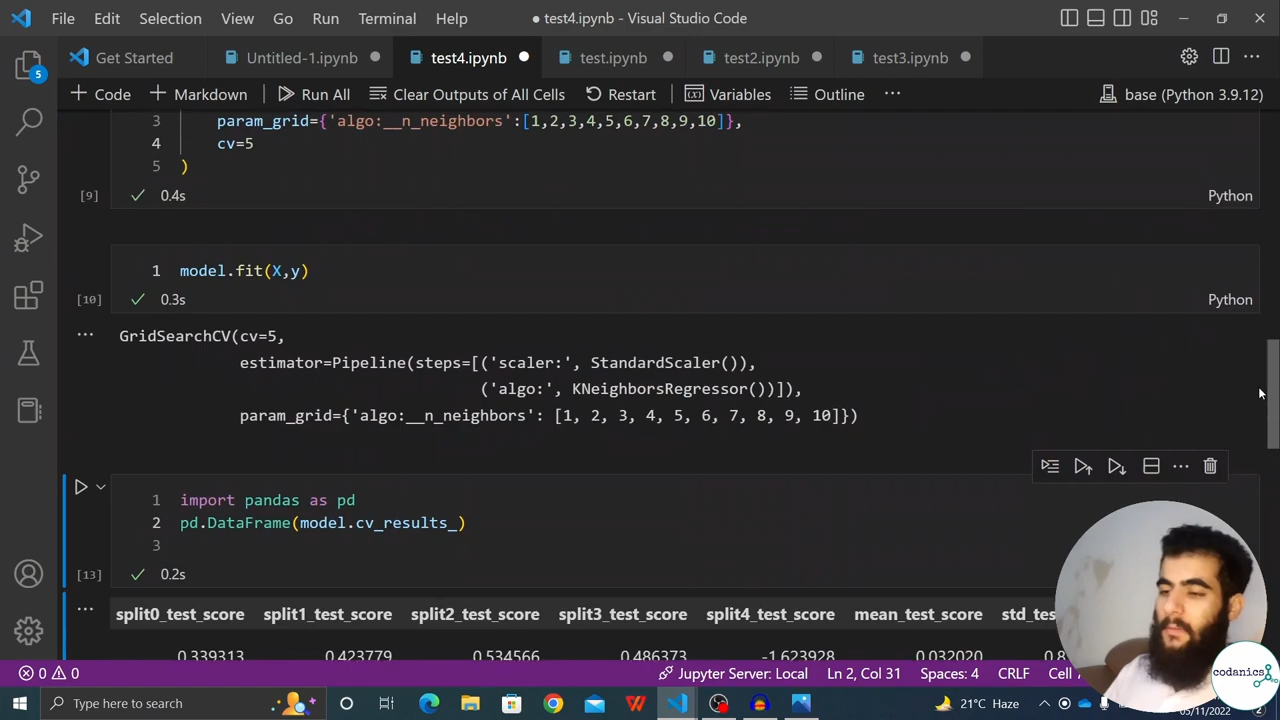 File Edit Selection View Go Run Terminal Help ● test4.ipynb - Visual Studio Code
Get Started Untitled-1.ipynb test4.ipynb test.ipynb test2.ipynb test3.ipynb
5
+ Code + Markdown Run All Clear Outputs of All Cells Restart Variables Outline ... base (Python 3.9.12)
3 param_grid={'algo:__n_neighbors':[1,2,3,4,5,6,7,8,9,10]},
4 cv=5
5 )
[9] 0.4s Python
1 model.fit(X,y)
[10] 0.3s Python
GridSearchCV(cv=5,
estimator=Pipeline(steps=[('scaler:', StandardScaler()),
('algo:', KNeighborsRegressor())]),
param_grid={'algo:__n_neighbors': [1, 2, 3, 4, 5, 6, 7, 8, 9, 10]})
1 import pandas as pd
2 pd.DataFrame(model.cv_results_)
3
[13] 0.2s
split0_test_score split1_test_score split2_test_score split3_test_score split4_test_score mean_test_score
0.339313 0.423779 0.534566 0.486373 -1.623928 0.032020
codanics
0 0 Jupyter Server: Local Ln 2, Col 31 Spaces: 4 CRLF Cell
Type here to search 21°C Haze 05/11/2022